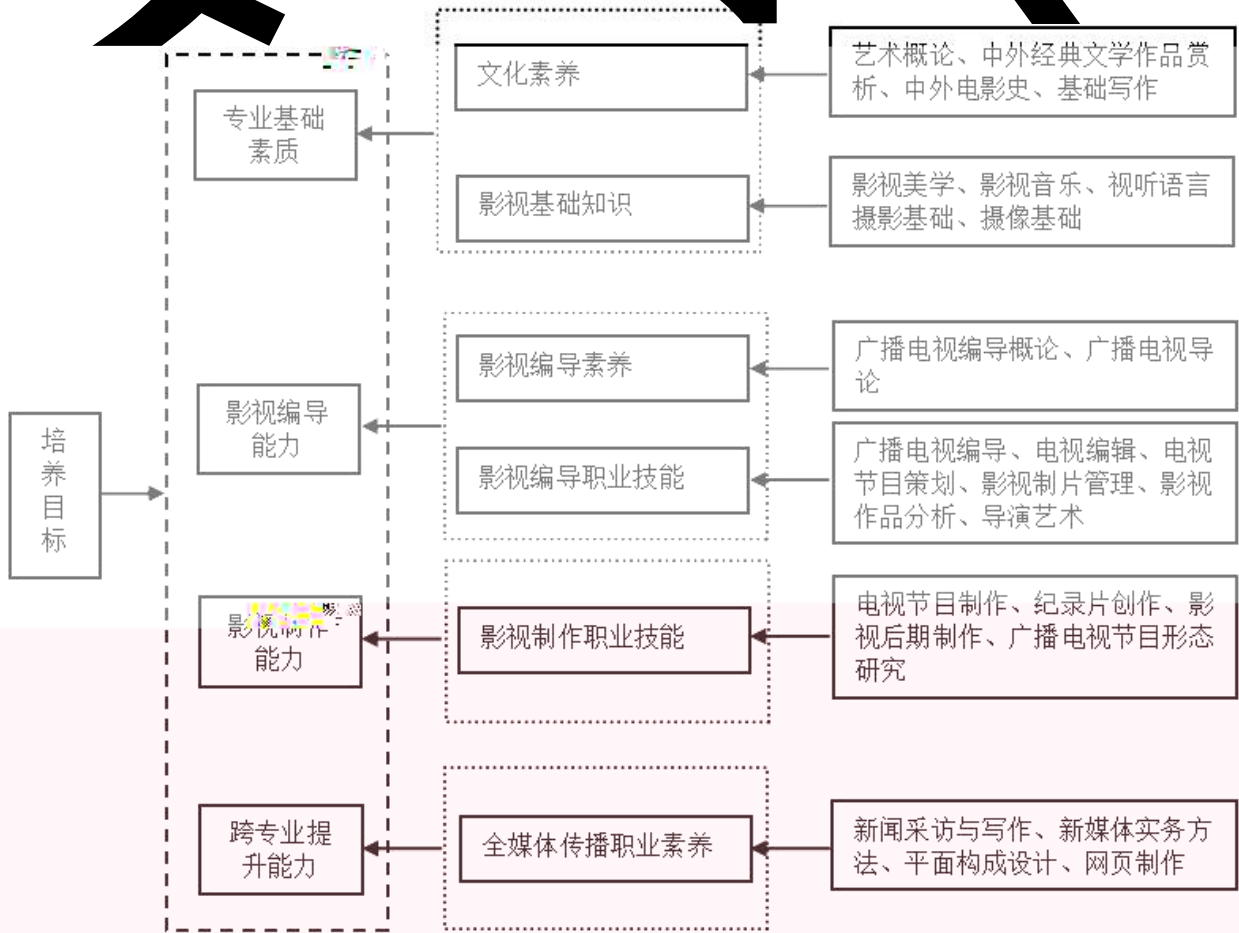 艺术概论、中外经典文学作品赏
析、中外电影史、基础写作
文化素养
专业基础
素质
影视美学、影视音乐、视听语言
摄影基础、摄像基础
影视基础知识
广播电视编导概论、广播电视导
论
影视编导素养
影视编导
能力
广播电视编导、电视编辑、电视
节目策划、影视制片管理、影视
作品分析、导演艺术
影视编导职业技能
培
养
目
标
电视节目制作、纪录片创作、影
视后期制作、广播电视节目形态
研究
影视制作职业技能
影视制作
能力
新闻采访与写作、新媒体实务方
法、平面构成设计、网页制作
全媒体传播职业素养
跨专业提
升能力